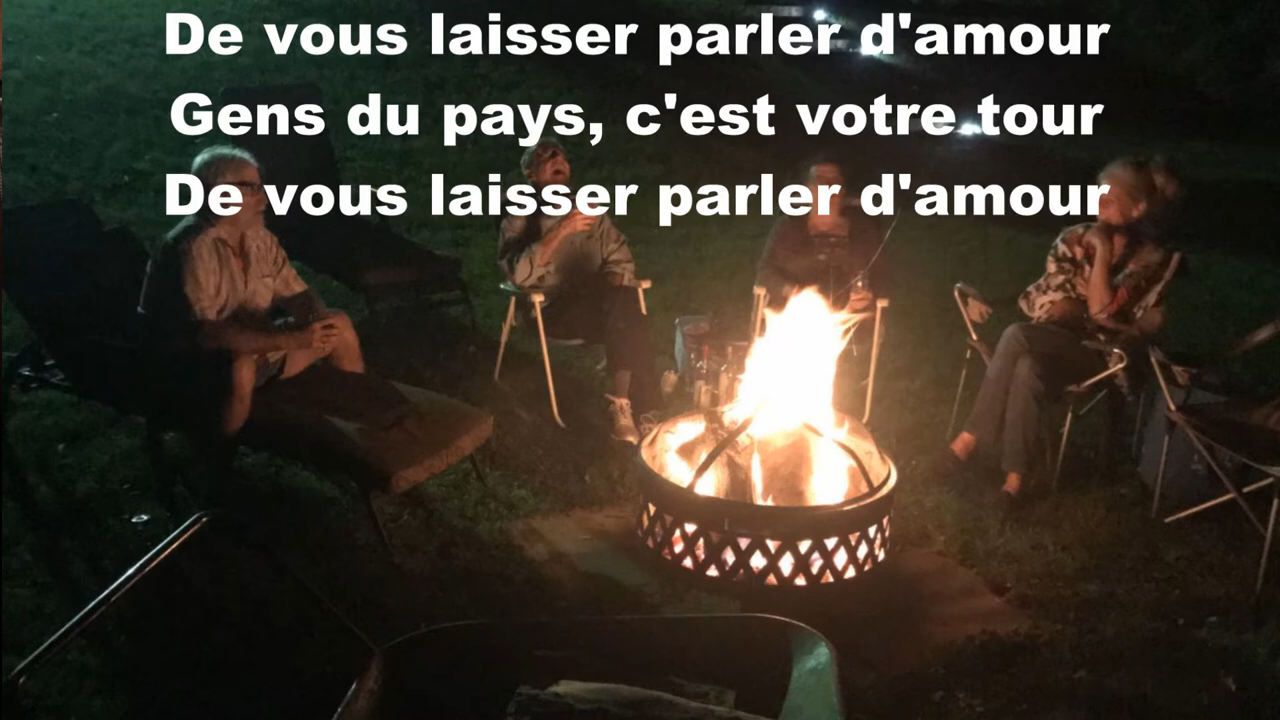 De vous laisser parler d'amour
Gens du pays, c'est votre tour
De vous laisser parler d'amour